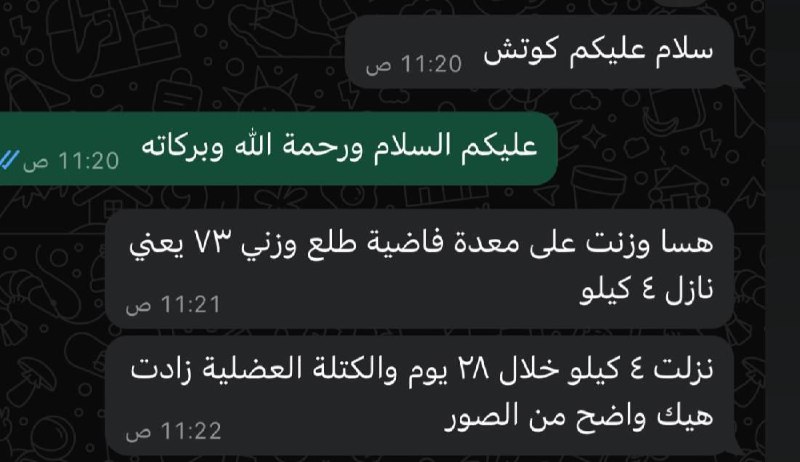 سلام عليكم كوتش
11:20 ص
عليكم السلام ورحمة الله وبركاته
11:20 ص
هسا وزنت على معدة فاضية طلع وزني ٧٣ يعني
نازل ٤ كيلو
11:21 ص
نزلت ٤ كيلو خلال ٢٨ يوم والكتلة العضلية زادت
هيك واضح من الصور
11:22 ص